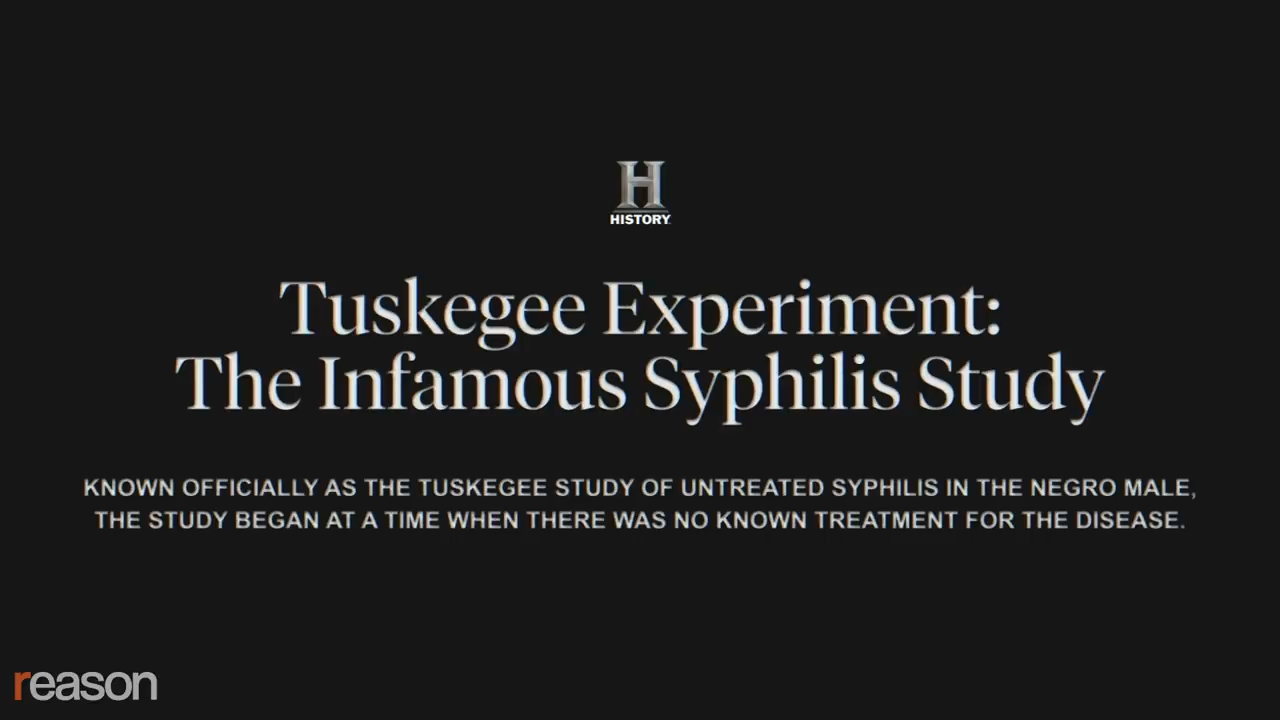 H
HISTORY
Tuskegee Experiment:
The Infamous Syphilis Study
KNOWN OFFICIALLY AS THE TUSKEGEE STUDY OF UNTREATED SYPHILIS IN THE NEGRO MALE,
THE STUDY BEGAN AT A TIME WHEN THERE WAS NO KNOWN TREATMENT FOR THE DISEASE.
reason